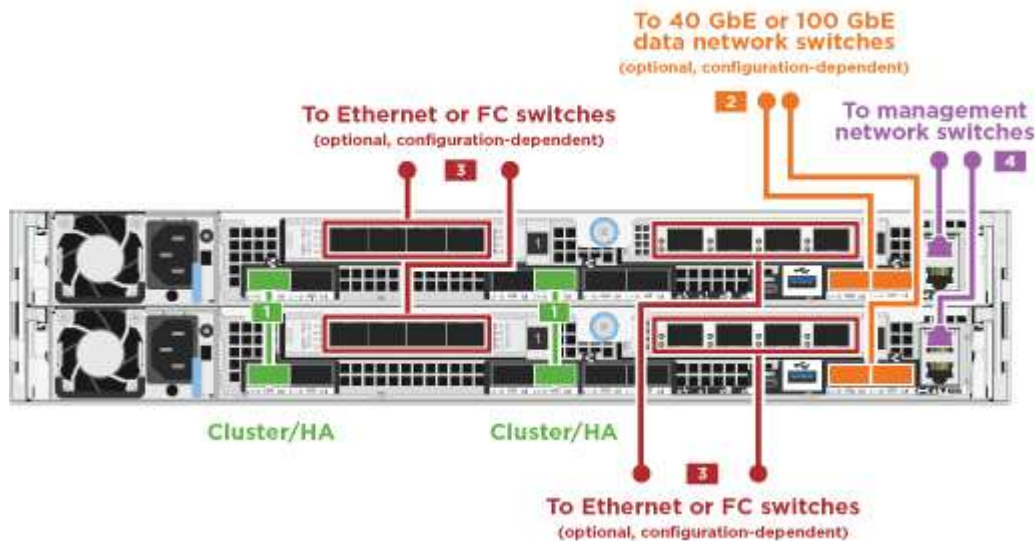 To 40 GbE or 100 GbE
data network switches
(optional, configuration-dependent)
2
To management
network switches
4
To Ethernet or FC switches
(optional, configuration-dependent)
3
1
1
1
1
Cluster/HA
Cluster/HA
3
To Ethernet or FC switches
(optional, configuration-dependent)